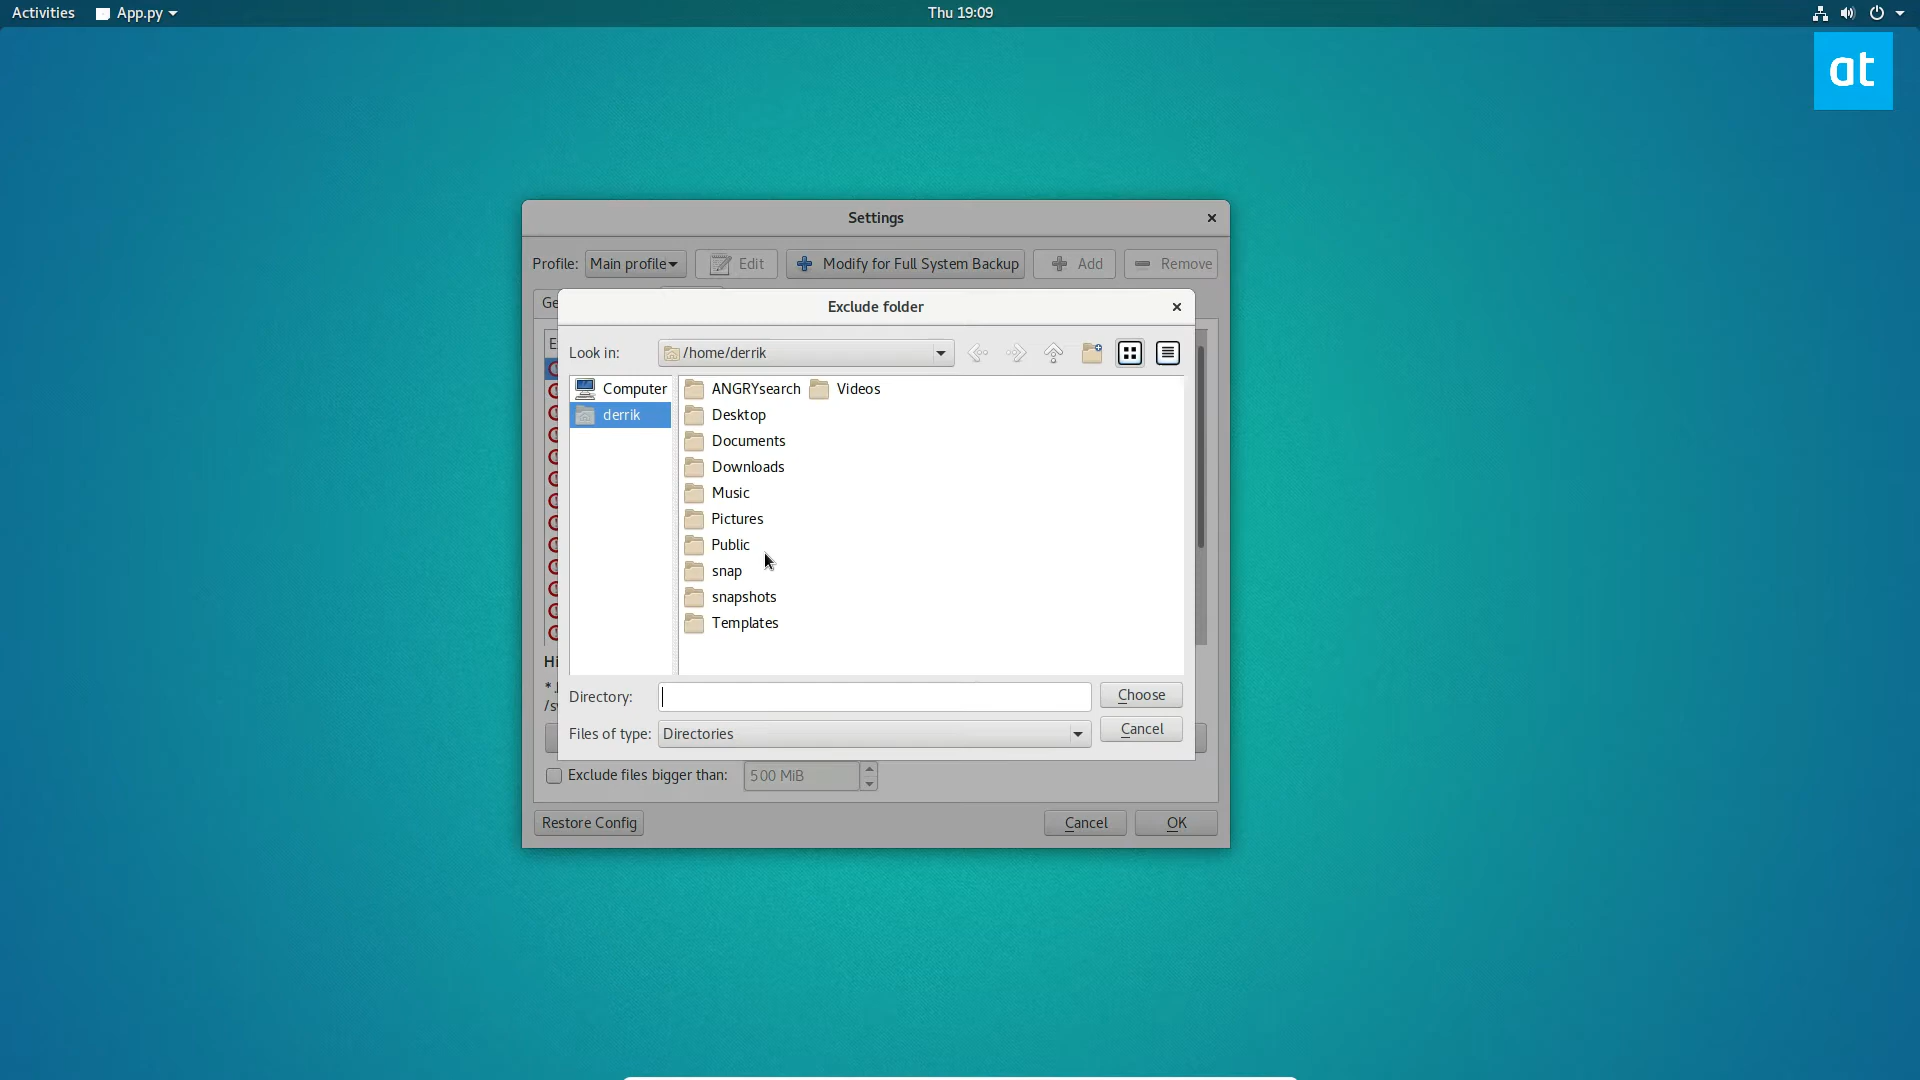 Activities App.py Thu 19:09
at
Settings
Profile: Main profile Edit Modify for Full System Backup Add Remove
Ge
Exclude folder
E
Look in: /home/derrik
Computer
derrik
ANGRYsearch Videos
Desktop
Documents
Downloads
Music
Pictures
Public
snap
snapshots
Templates
Hi
Directory: Choose
/s
Files of type: Directories Cancel
Exclude files bigger than: 500 MiB
Restore Config Cancel OK